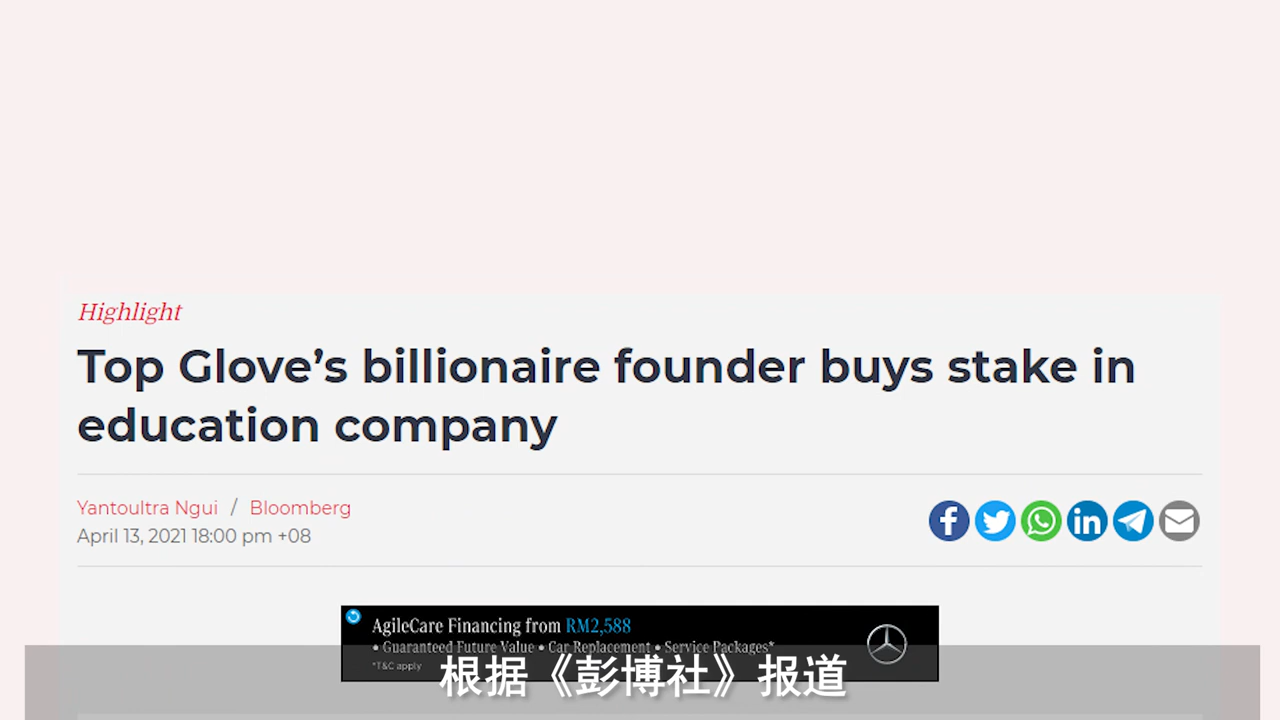 Highlight
Top Glove’s billionaire founder buys stake in
education company
Yantoultra Ngui / Bloomberg
April 13, 2021 18:00 pm +08
AgileCare Financing from RM2,588
• Guaranteed Future Value • Car Replacement • Service Packages*
*T&C apply
根据《彭博社》报道